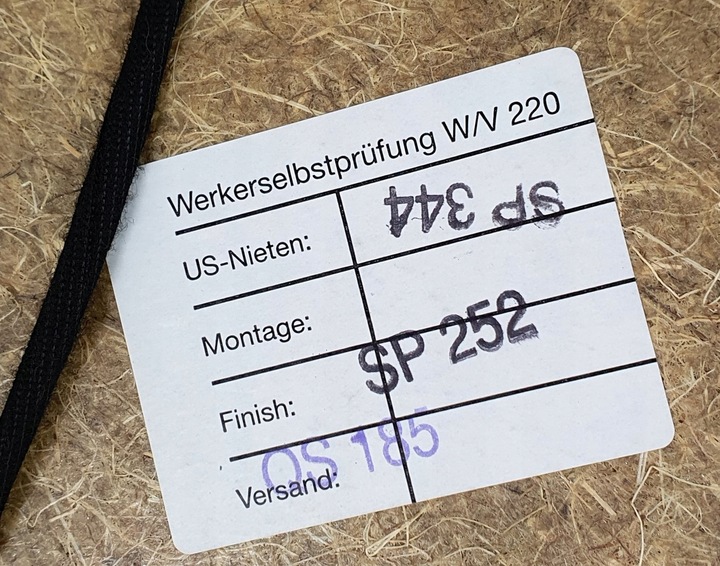 Werkerselbstprüfung W/V 220
US-Nieten: SP 344
Montage:
SP 252
Finish:
QS 185
Versand: